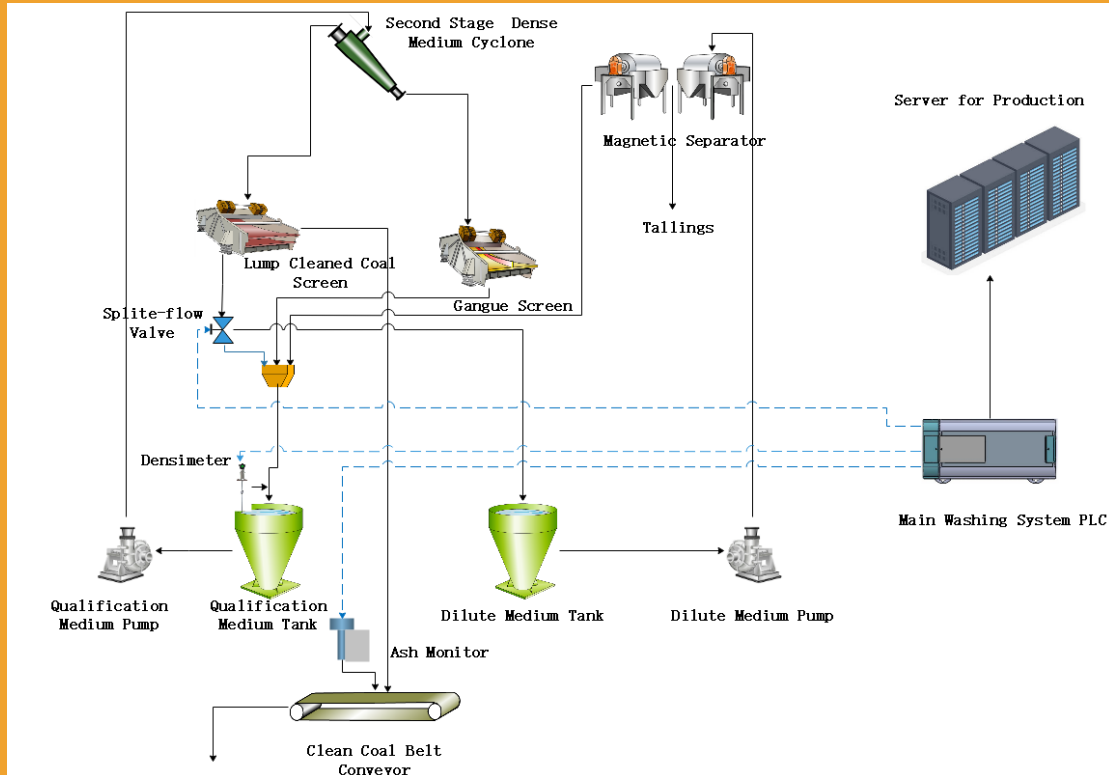 Second Stage Dense
Medium Cyclone
Server for Production
Magnetic Separator
Tallings
Lump Cleaned Coal
Screen
Gangue Screen
Splite-flow
Valve
Densimeter
Main Washing System PLC
Qualification
Medium Pump
Qualification
Medium Tank
Dilute Medium Tank
Dilute Medium Pump
Ash Monitor
Clean Coal Belt
Conveyor